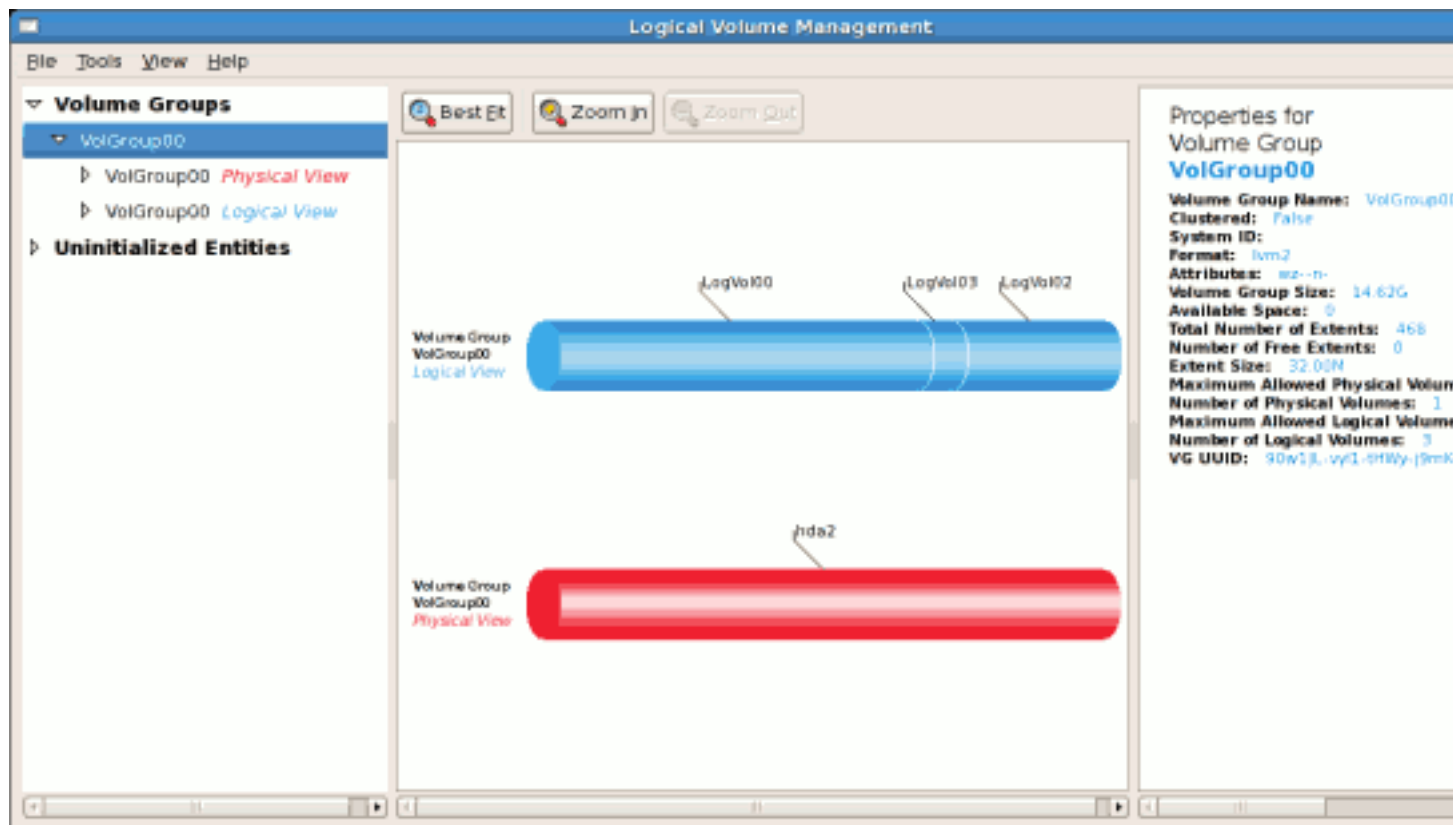 Logical Volume Management
File Tools View Help
Volume Groups
VolGroup00
VolGroup00 Physical View
VolGroup00 Logical View
Uninitialized Entities
Best Fit Zoom In Zoom Out
LogVol00 LogVol03 LogVol02
Volume Group
VolGroup00
Logical View
hda2
Volume Group
VolGroup00
Physical View
Properties for
Volume Group
VolGroup00
Volume Group Name: VolGroup00
Clustered: False
System ID:
Format: lvm2
Attributes: wz--n-
Volume Group Size: 14.62G
Available Space: 0
Total Number of Extents: 468
Number of Free Extents: 0
Extent Size: 32.00M
Maximum Allowed Physical Volum
Number of Physical Volumes: 1
Maximum Allowed Logical Volume
Number of Logical Volumes: 3
VG UUID: